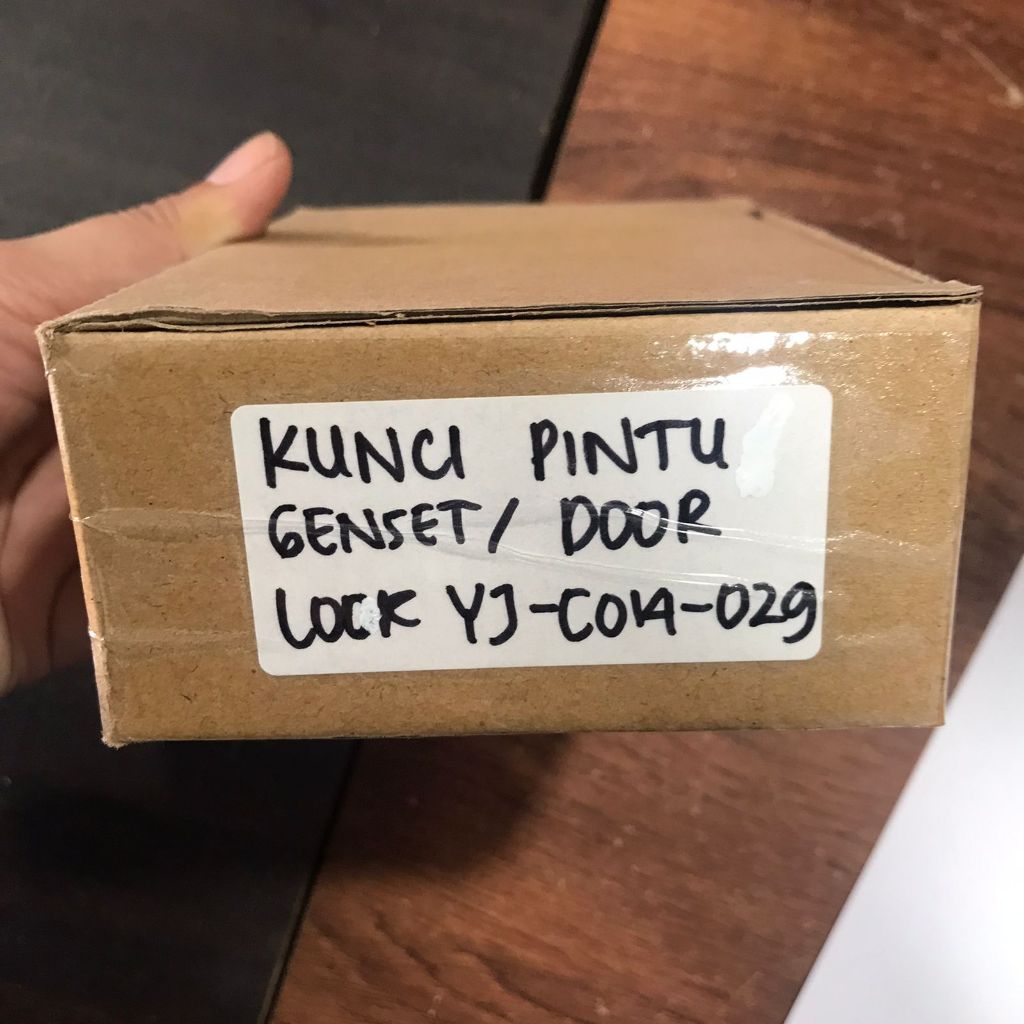 KUNCI PINTU
GENSET/ DOOR
LOCK YJ-C014-029